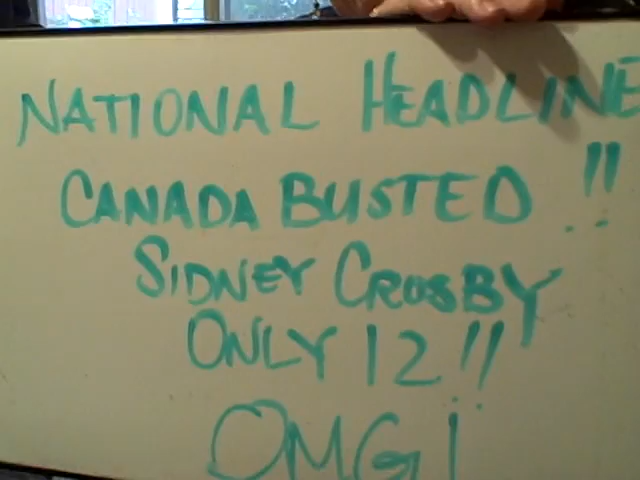 NATIONAL HEADLINE
CANADA BUSTED !!
SIDNEY CROSBY
ONLY 12 !!
OMG!